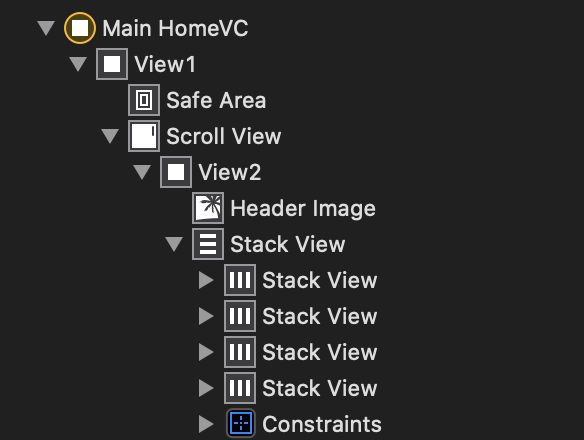 Main HomeVC
View1
Safe Area
Scroll View
View2
Header Image
Stack View
Stack View
Stack View
Stack View
Stack View
Constraints